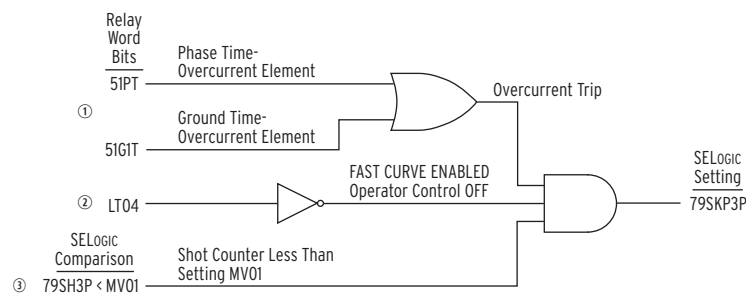 Relay
Word
Bits
51PT
Phase Time-
Overcurrent Element
Overcurrent Trip
①
Ground Time-
Overcurrent Element
51G1T
FAST CURVE ENABLED
Operator Control OFF
② LT04
SELOGIC
Setting
79SKP3P
SELOGIC
Comparison
③ 79SH3P < MV01
Shot Counter Less Than
Setting MV01